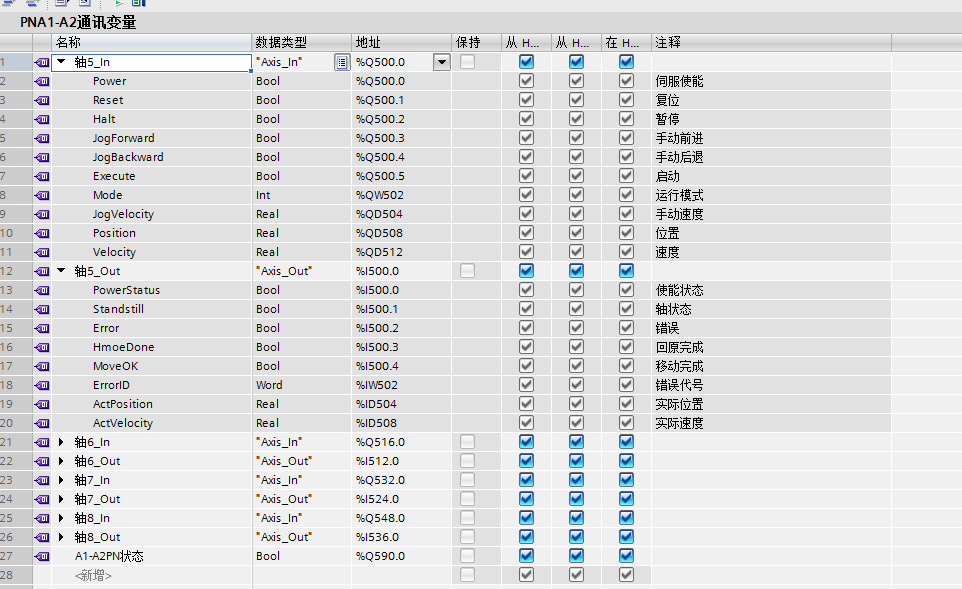 PNA1-A2通讯变量
名称 数据类型 地址 保持 从 H... 从 H... 在 H... 注释
1 轴5_In "Axis_In" %Q500.0
2 Power Bool %Q500.0 伺服使能
3 Reset Bool %Q500.1 复位
4 Halt Bool %Q500.2 暂停
5 JogForward Bool %Q500.3 手动前进
6 JogBackward Bool %Q500.4 手动后退
7 Execute Bool %Q500.5 启动
8 Mode Int %QW502 运行模式
9 JogVelocity Real %QD504 手动速度
10 Position Real %QD508 位置
11 Velocity Real %QD512 速度
12 轴5_Out "Axis_Out" %I500.0
13 PowerStatus Bool %I500.0 使能状态
14 Standstill Bool %I500.1 轴状态
15 Error Bool %I500.2 错误
16 HmoeDone Bool %I500.3 回原完成
17 MoveOK Bool %I500.4 移动完成
18 ErrorID Word %IW502 错误代号
19 ActPosition Real %ID504 实际位置
20 ActVelocity Real %ID508 实际速度
21 轴6_In "Axis_In" %Q516.0
22 轴6_Out "Axis_Out" %I512.0
23 轴7_In "Axis_In" %Q532.0
24 轴7_Out "Axis_Out" %I524.0
25 轴8_In "Axis_In" %Q548.0
26 轴8_Out "Axis_Out" %I536.0
27 A1-A2PN状态 Bool %Q590.0
28 <新增>